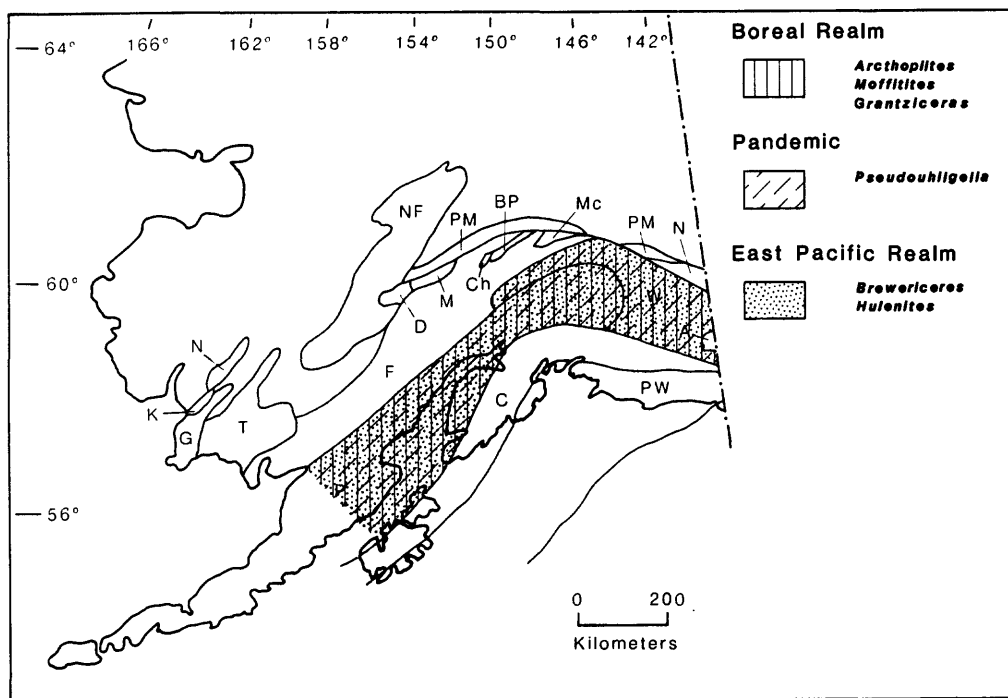 64°
166°
162°
158°
154°
150°
146°
142°
Boreal Realm
Arcthoplites
Moffitites
Grantziceras
Pandemic
Pseudouhligella
East Pacific Realm
Brewericeres
Hulenites
NF
PM
BP
Mc
PM
N
60°
Ch
M
D
W
A
N
F
K
G
T
C
PW
P
56°
0 200
Kilometers